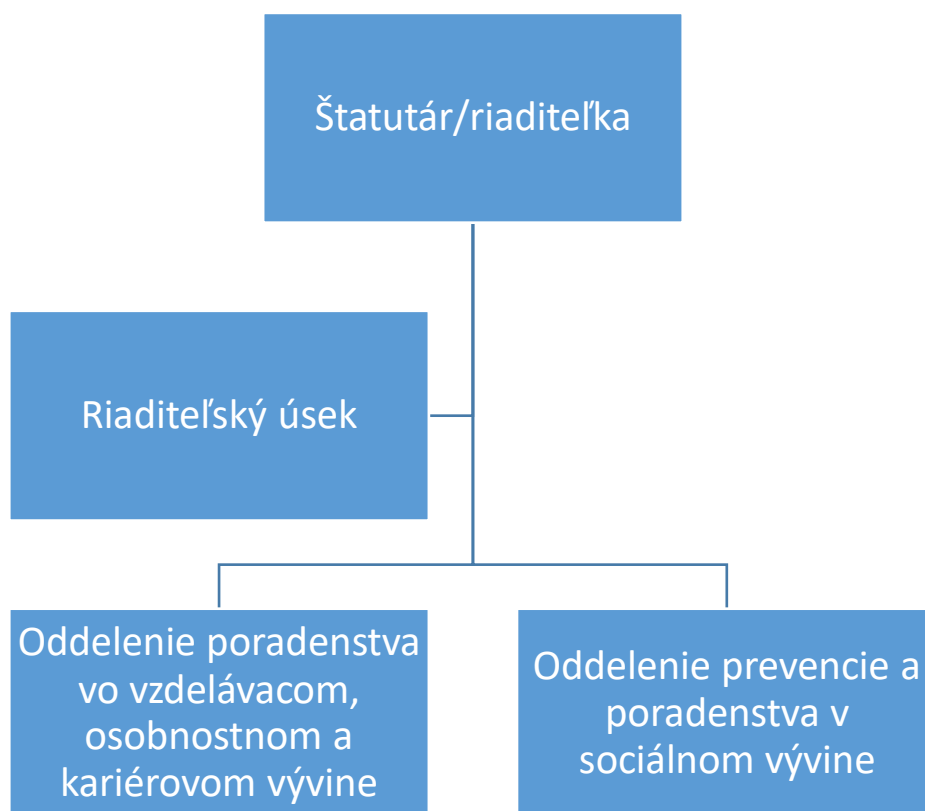 Štatutár/riaditeľka
Riaditeľský úsek
Oddelenie poradenstva
vo vzdelávacom,
osobnostnom a
kariérovom vývine
Oddelenie prevencie a
poradenstva v
sociálnom vývine